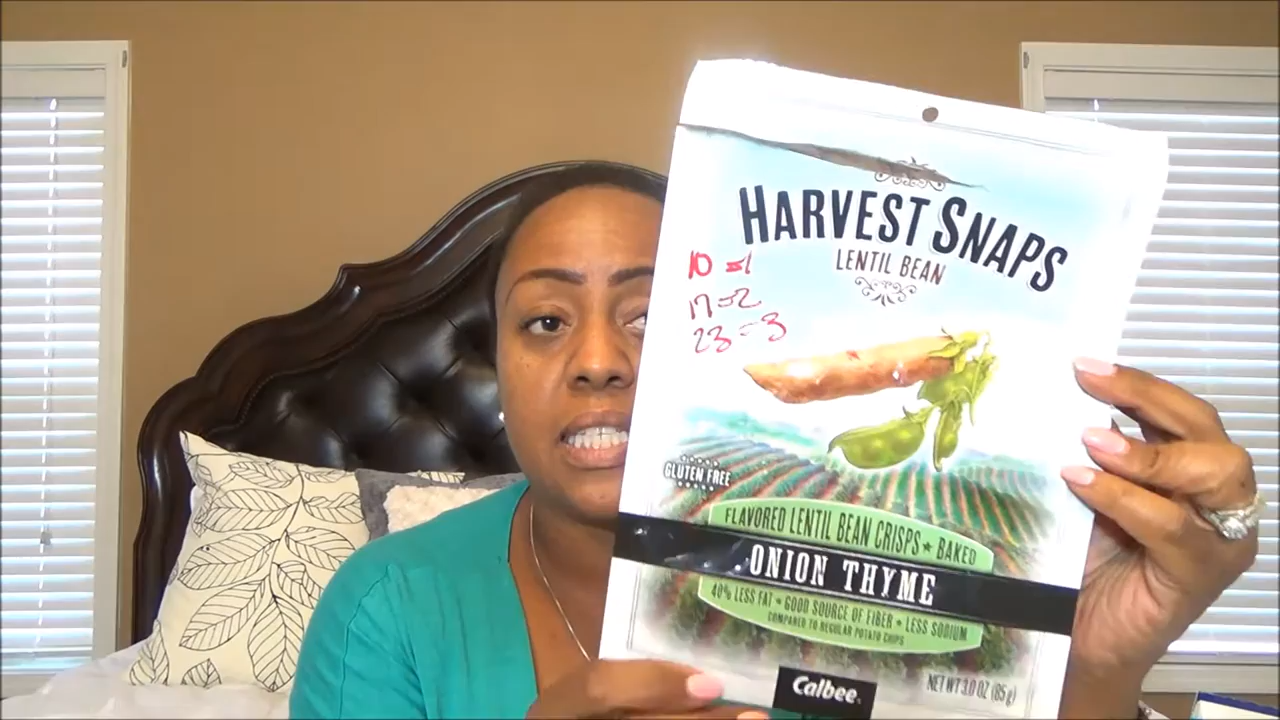 HARVEST SNAPS
LENTIL BEAN
10 = 1
17=2
23 = 3
GLUTEN FREE
FLAVORED LENTIL BEAN CRISPS ★ BAKED
ONION THYME
40% LESS FAT • GOOD SOURCE OF FIBER • LESS SODIUM
COMPARED TO REGULAR POTATO CHIPS
Calbee
NET WT 3.0 OZ (85g)